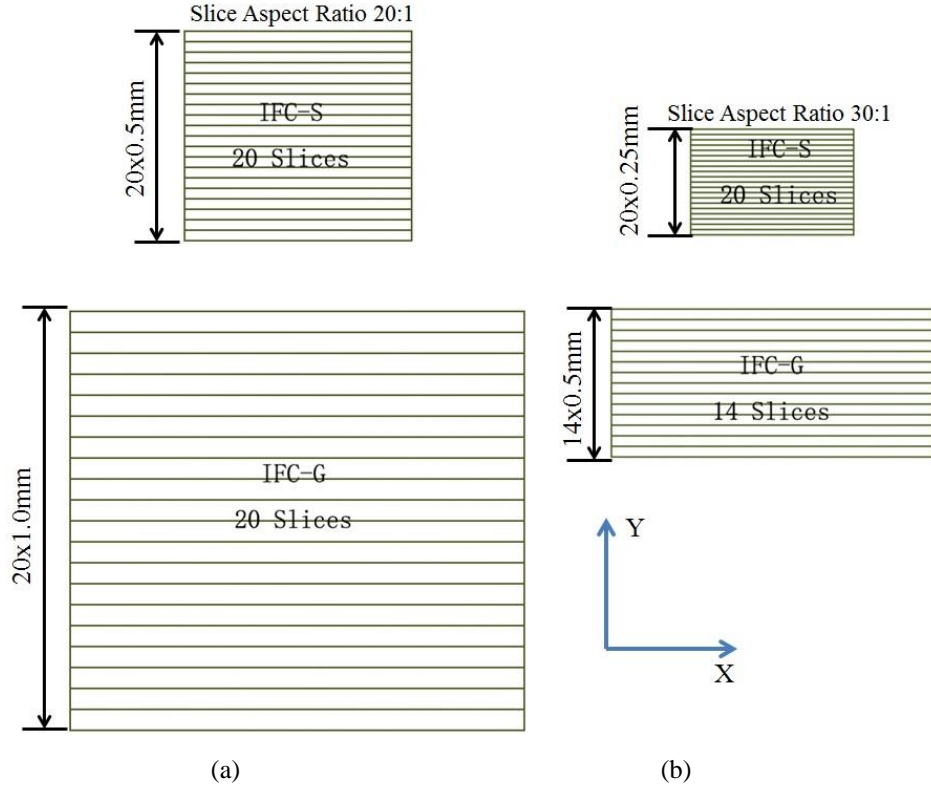 Slice Aspect Ratio 20:1
20x0.5mm
IFC-S
20 Slices
Slice Aspect Ratio 30:1
20x0.25mm
IFC-S
20 Slices
20x1.0mm
IFC-G
20 Slices
14x0.5mm
IFC-G
14 Slices
Y
X
(a)
(b)